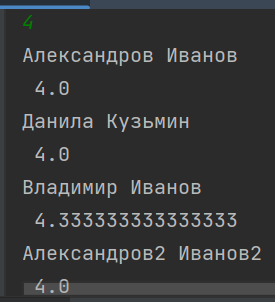 4
Александров Иванов
4.0
Данила Кузьмин
4.0
Владимир Иванов
4.333333333333333
Александров2 Иванов2
4.0